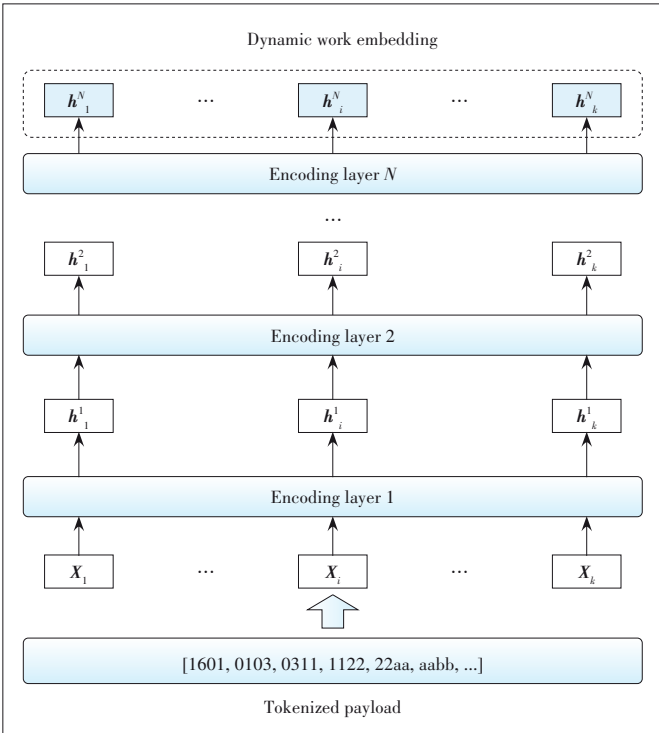 Dynamic work embedding
h^N_1 ... h^N_i ... h^N_k
Encoding layer N
...
h^2_1 h^2_i h^2_k
Encoding layer 2
h^1_1 h^1_i h^1_k
Encoding layer 1
X_1 ... X_i ... X_k
[1601, 0103, 0311, 1122, 22aa, aabb, ...]
Tokenized payload